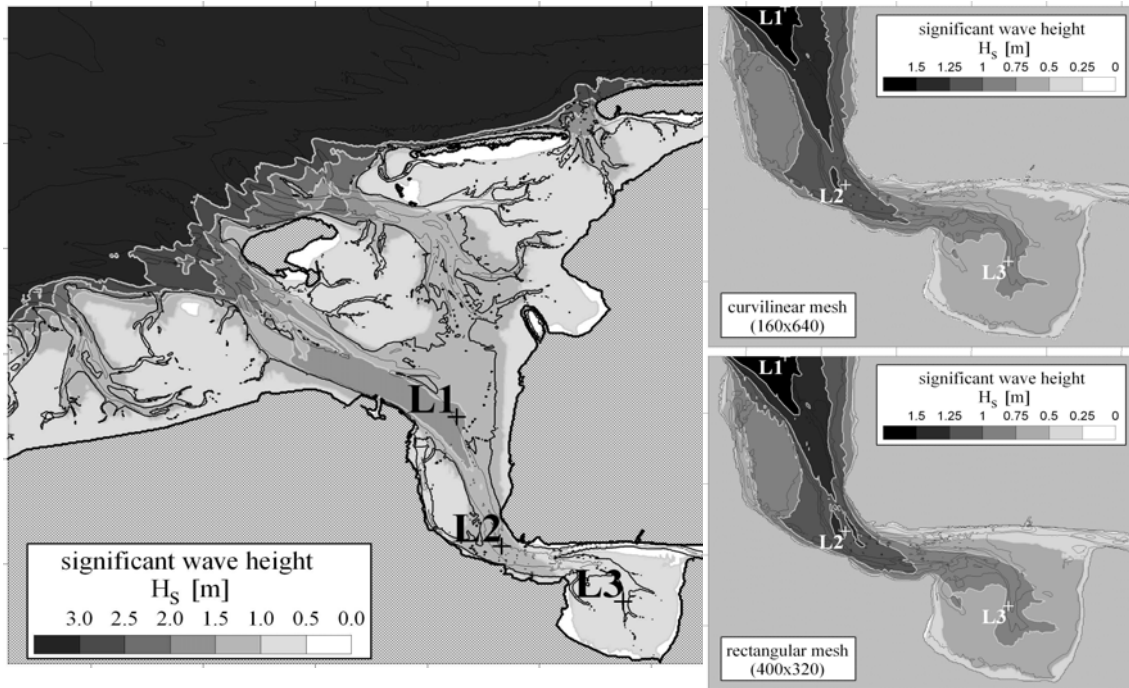 L1
L2
L3
significant wave height
Hs [m]
3.0 2.5 2.0 1.5 1.0 0.5 0.0
L1
significant wave height
Hs [m]
1.5 1.25 1 0.75 0.5 0.25 0
L2
L3
curvilinear mesh
(160x640)
L1
significant wave height
Hs [m]
1.5 1.25 1 0.75 0.5 0.25 0
L2
L3
rectangular mesh
(400x320)